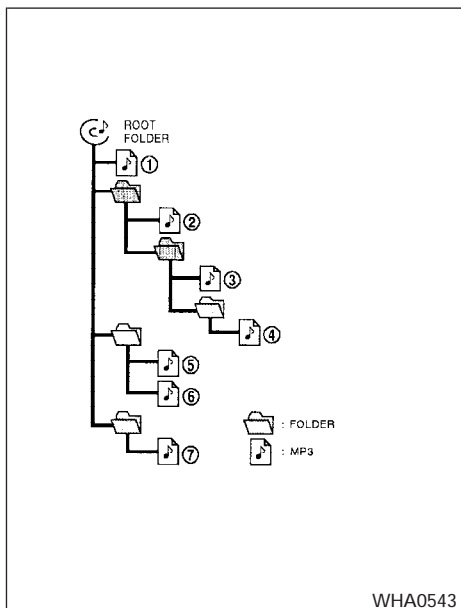 ROOT
FOLDER
①
②
③
④
⑤
⑥
⑦
: FOLDER
: MP3
WHA0543